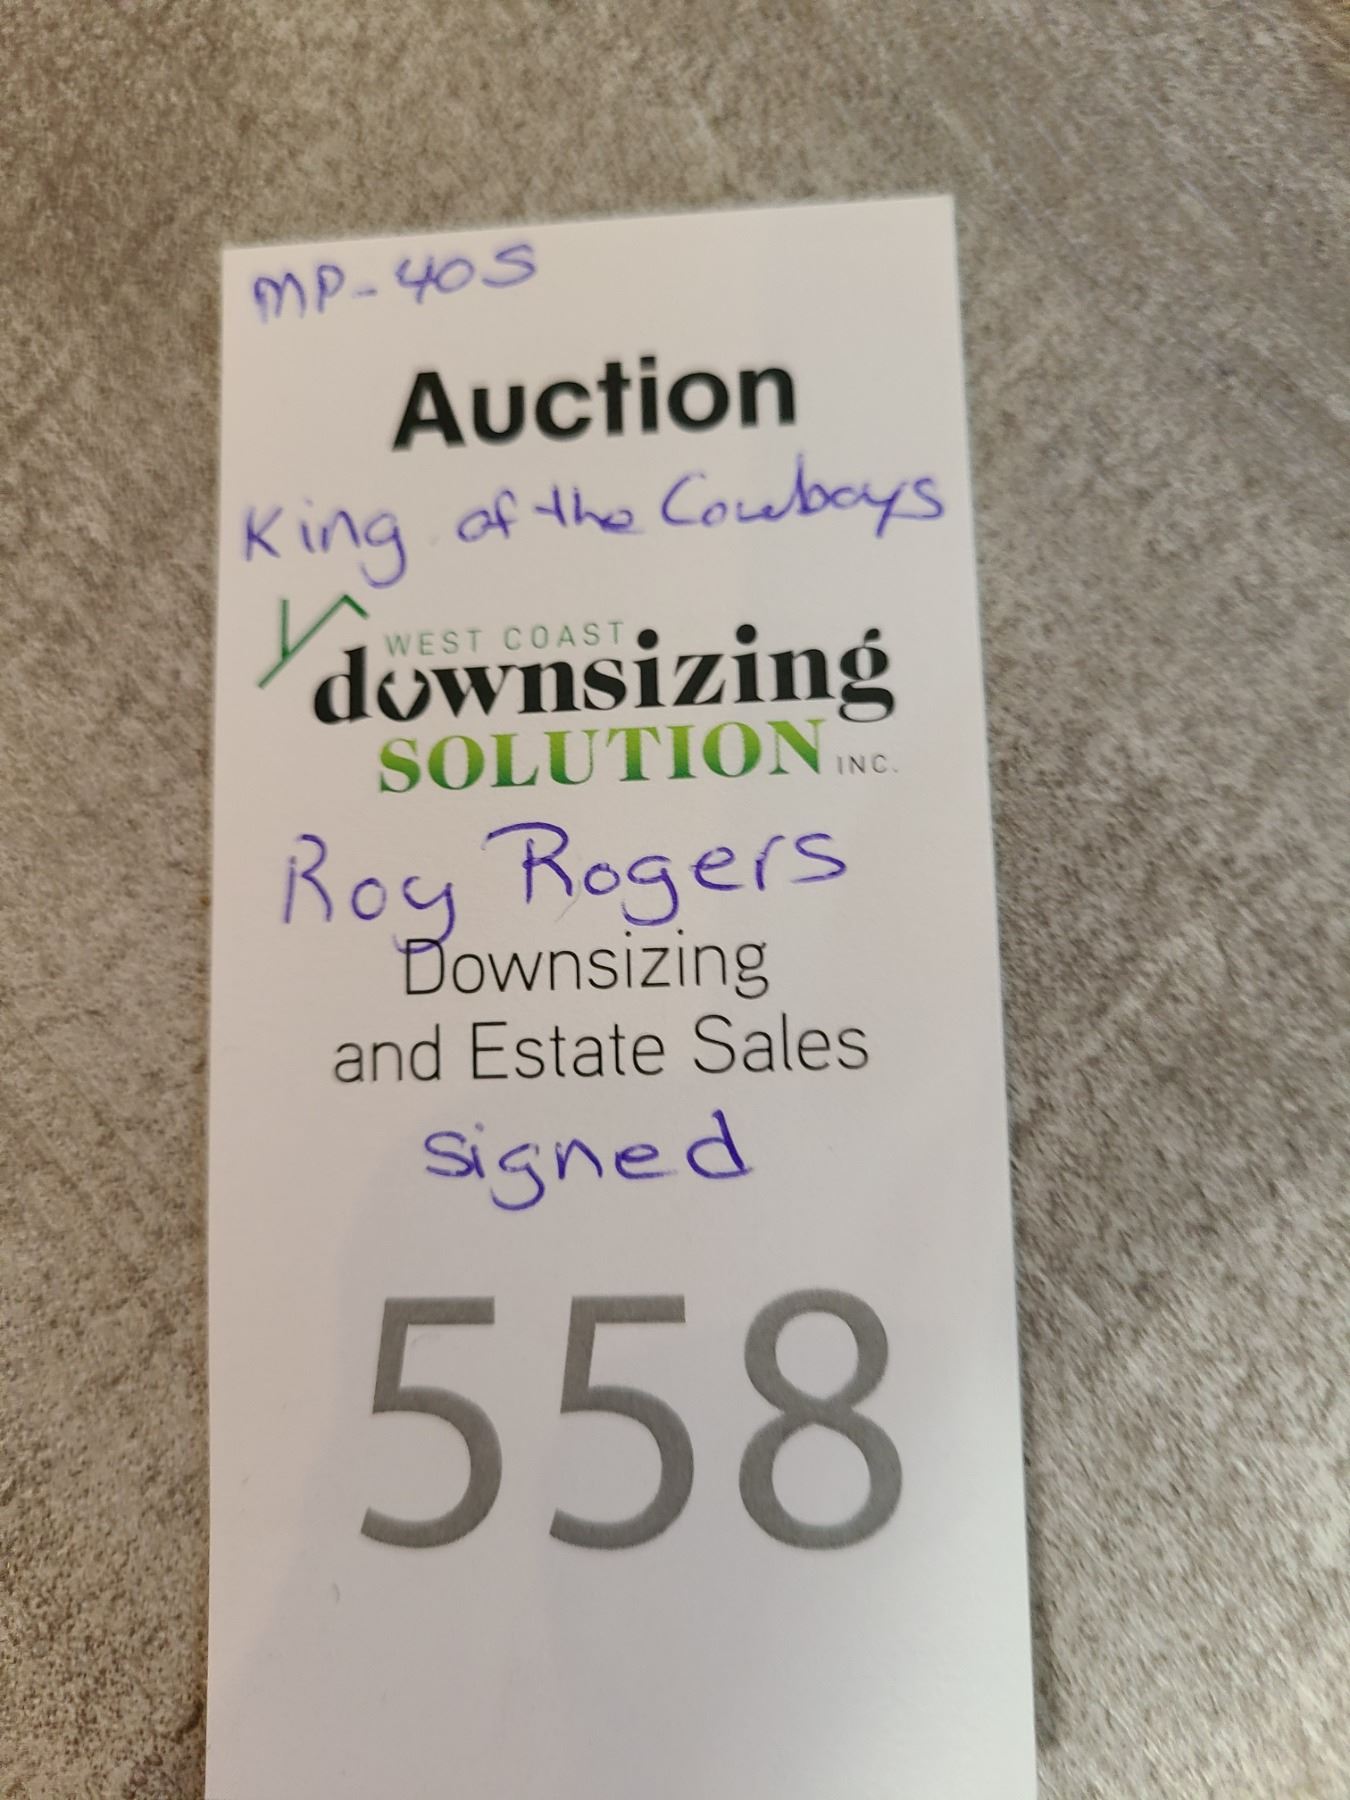 MP-40S
Auction
King of the Cowboys
WEST COAST
downsizing
SOLUTION INC.
Roy Rogers
Downsizing
and Estate Sales
signed
558